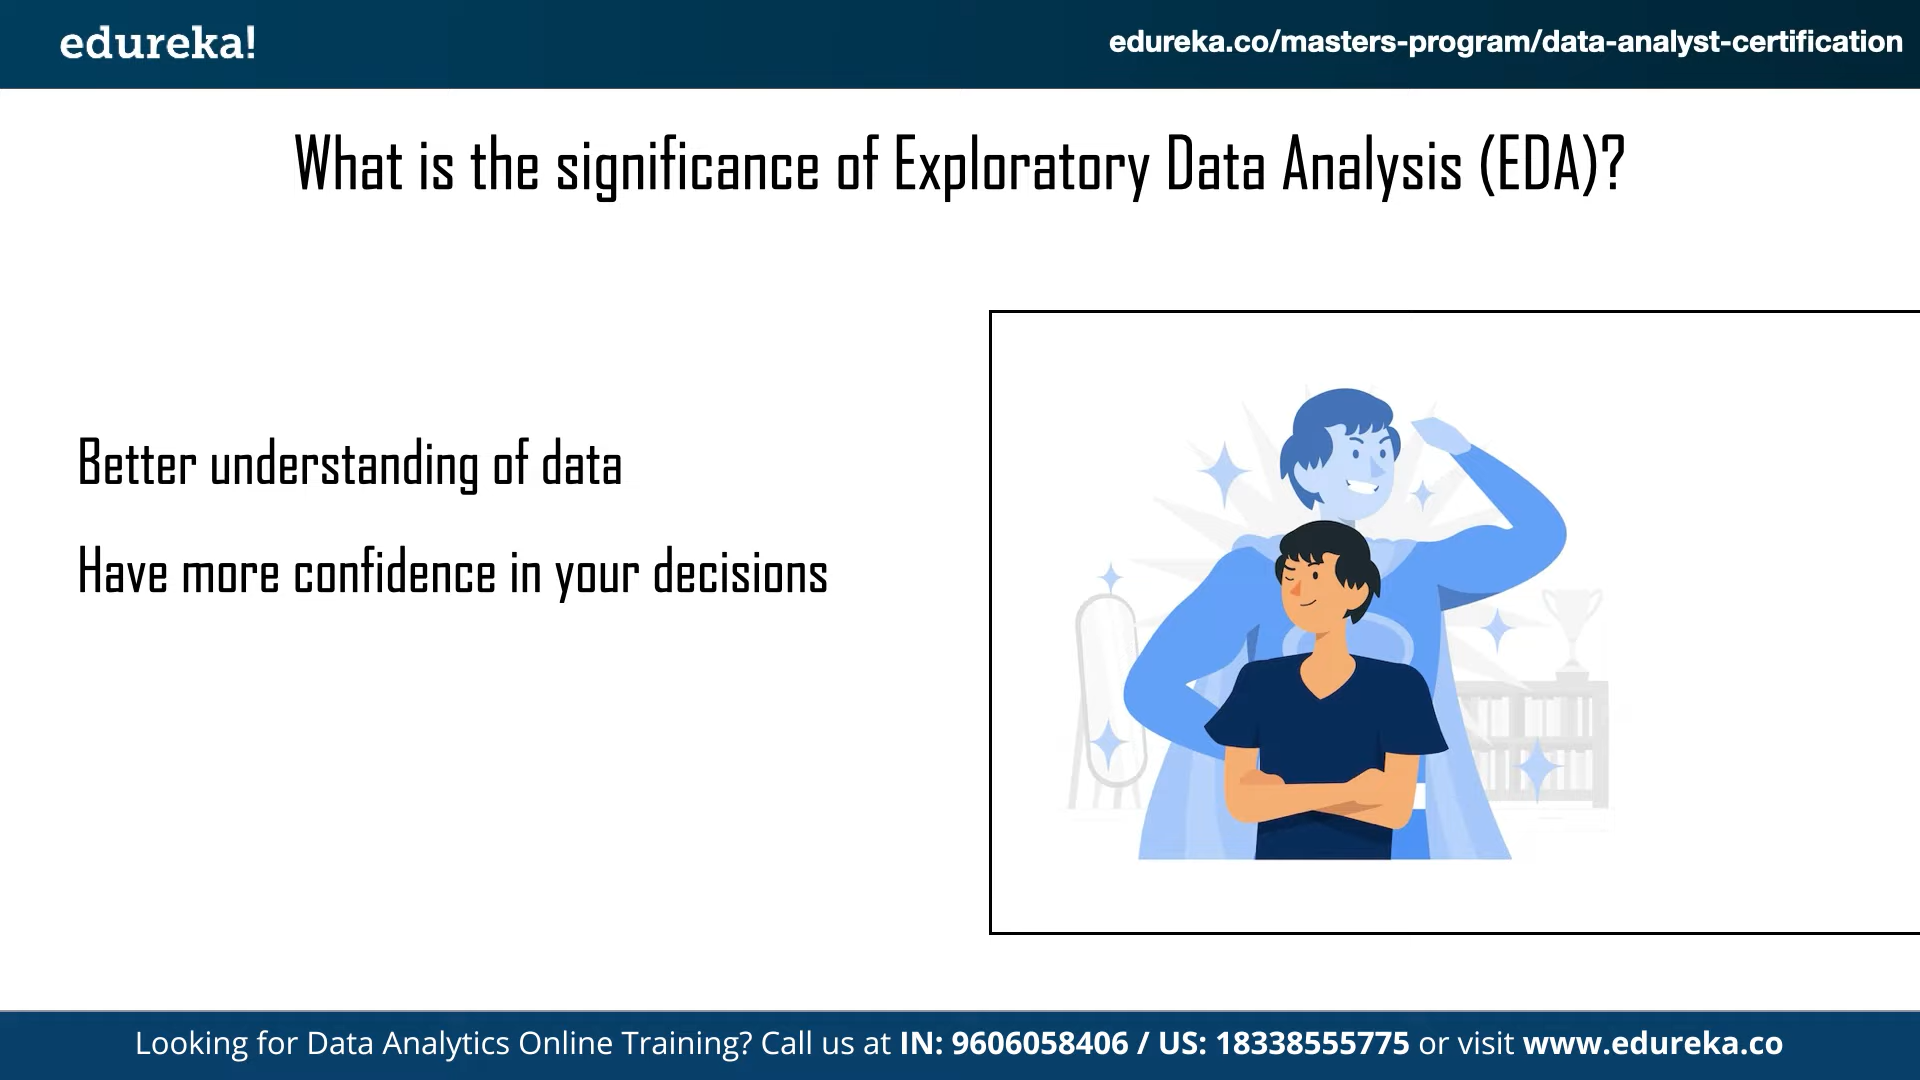 edureka!
edureka.co/masters-program/data-analyst-certification
What is the significance of Exploratory Data Analysis (EDA)?
Better understanding of data
Have more confidence in your decisions
Looking for Data Analytics Online Training? Call us at IN: 9606058406 / US: 18338555775 or visit www.edureka.co